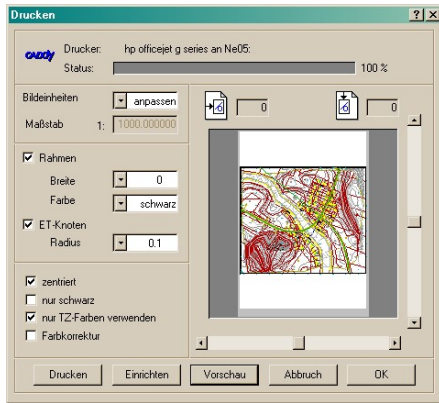 Drucken
CADdy
Drucker: hp officejet g series an Ne05:
Status: 100 %
Bildeinheiten anpassen
Maßstab 1: 1000.000000
0 0
Rahmen
Breite 0
Farbe schwarz
ET-Knoten
Radius 0.1
zentriert
nur schwarz
nur TZ-Farben verwenden
Farbkorrektur
Drucken Einrichten Vorschau Abbruch OK